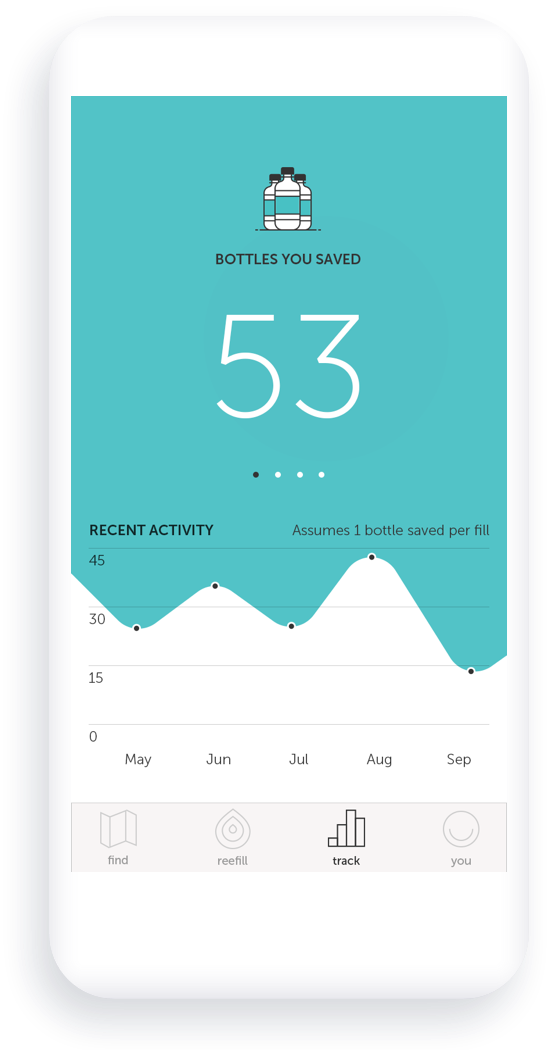 BOTTLES YOU SAVED
53
RECENT ACTIVITY Assumes 1 bottle saved per fill
45
30
15
0
May Jun Jul Aug Sep
find reefill track you